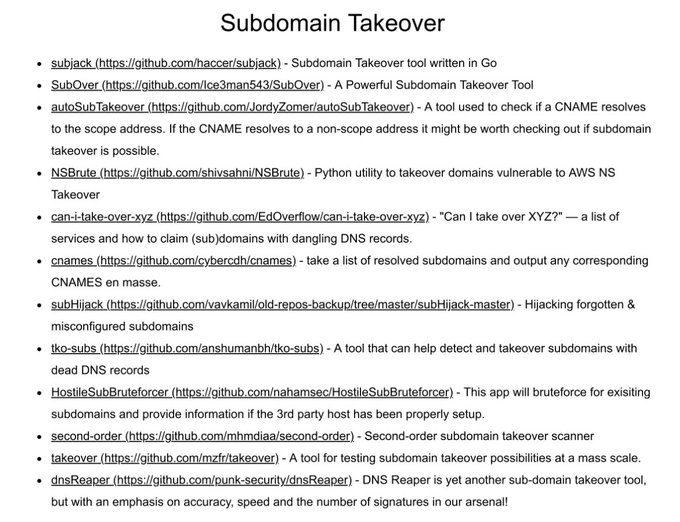 Subdomain Takeover
• subjack (https://github.com/haccer/subjack) - Subdomain Takeover tool written in Go
• SubOver (https://github.com/Ice3man543/SubOver) - A Powerful Subdomain Takeover Tool
• autoSubTakeover (https://github.com/JordyZomer/autoSubTakeover) - A tool used to check if a CNAME resolves
to the scope address. If the CNAME resolves to a non-scope address it might be worth checking out if subdomain
takeover is possible.
• NSBrute (https://github.com/shivsahni/NSBrute) - Python utility to takeover domains vulnerable to AWS NS
Takeover
• can-i-take-over-xyz (https://github.com/EdOverflow/can-i-take-over-xyz) - "Can I take over XYZ?" — a list of
services and how to claim (sub)domains with dangling DNS records.
• cnames (https://github.com/cybercdh/cnames) - take a list of resolved subdomains and output any corresponding
CNAMES en masse.
• subHijack (https://github.com/vavkamil/old-repos-backup/tree/master/subHijack-master) - Hijacking forgotten &
misconfigured subdomains
• tko-subs (https://github.com/anshumanbh/tko-subs) - A tool that can help detect and takeover subdomains with
dead DNS records
• HostileSubBruteforcer (https://github.com/nahamsec/HostileSubBruteforcer) - This app will bruteforce for exisiting
subdomains and provide information if the 3rd party host has been properly setup.
• second-order (https://github.com/mhmdiaa/second-order) - Second-order subdomain takeover scanner
• takeover (https://github.com/mzfr/takeover) - A tool for testing subdomain takeover possibilities at a mass scale.
• dnsReaper (https://github.com/punk-security/dnsReaper) - DNS Reaper is yet another sub-domain takeover tool,
but with an emphasis on accuracy, speed and the number of signatures in our arsenal!